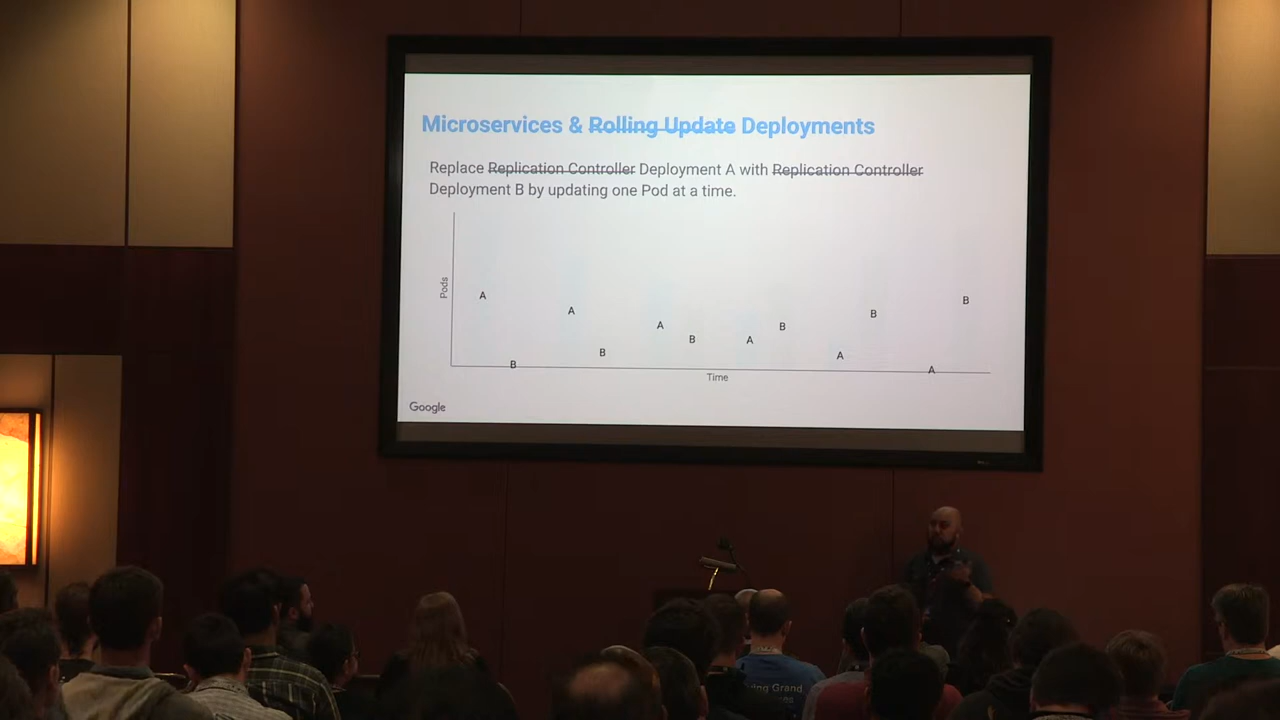 Microservices & Rolling Update Deployments
Replace Replication Controller Deployment A with Replication Controller
Deployment B by updating one Pod at a time.
Pods
A
B
A
B
A
B
A
B
A
B
A
B
Time
Google
Grand